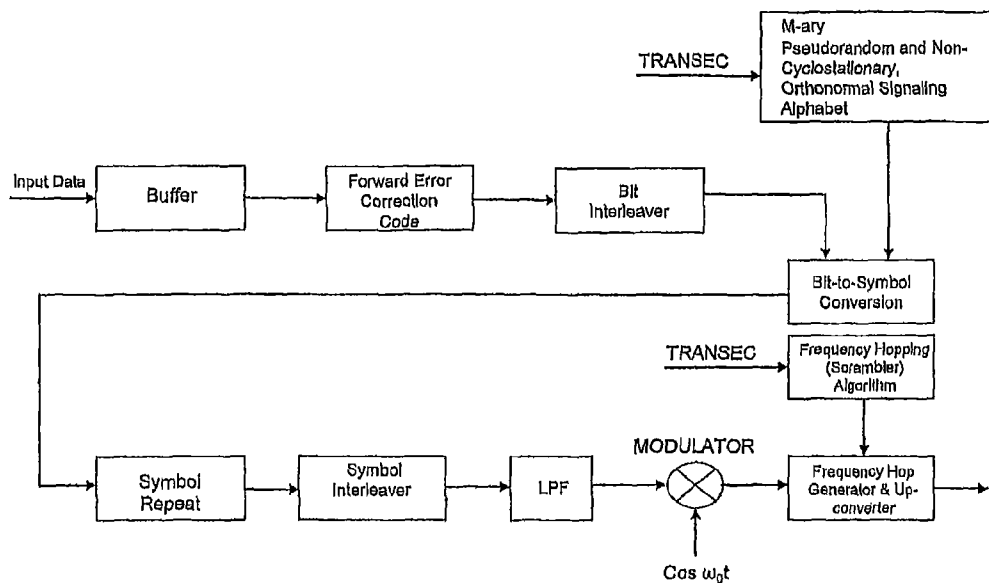 M-ary
Pseudorandom and Non-
Cyclostationary,
Orthonormal Signaling
Alphabet
TRANSEC
Input Data
Buffer
Forward Error
Correction
Code
Bit
Interleaver
Bit-to-Symbol
Conversion
TRANSEC
Frequency Hopping
(Scrambler)
Algorithm
Symbol
Repeat
Symbol
Interleaver
LPF
MODULATOR
Frequency Hop
Generator & Up-
converter
Cos ω₀t